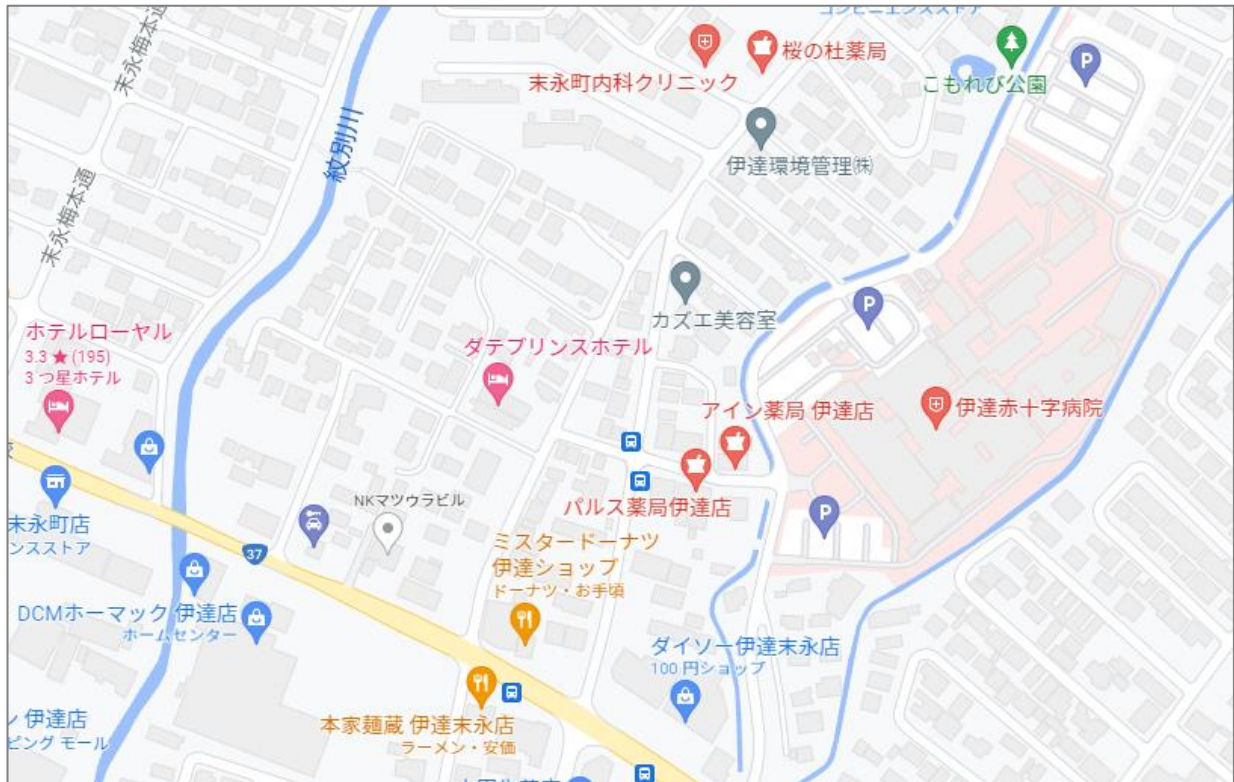 コンビニエンスストア
末永梅本通
桜の杜薬局
末永町内科クリニック
こもれび公園
P
紋別川
伊達環境管理㈱
末永梅本通
カズエ美容室
P
ホテルローヤル
3.3 ★ (195)
3 つ星ホテル
ダテプリンスホテル
アイン薬局 伊達店
伊達赤十字病院
NKマツウラビル
パルス薬局伊達店
P
末永町店
ンスストア
37
ミスタードーナツ
伊達ショップ
ドーナツ・お手頃
DCMホーマック 伊達店
ホームセンター
ダイソー伊達末永店
100 円ショップ
ン 伊達店
ピング モール
本家麺蔵 伊達末永店
ラーメン・安価